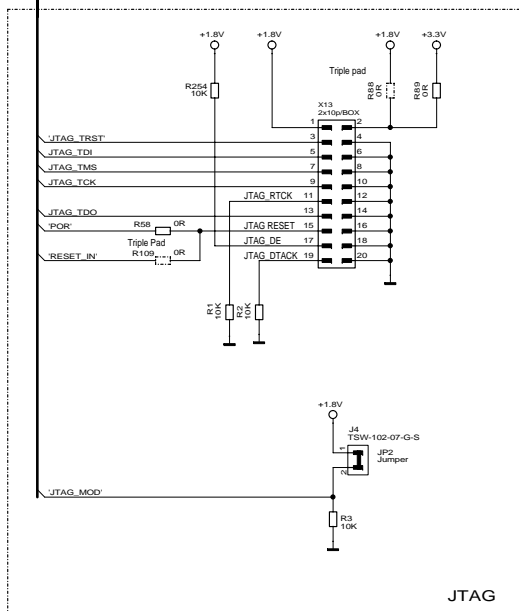 +1.8V
+1.8V
+1.8V
+3.3V
Triple pad
R254
10K
R88
0R
R89
0R
X13
2x10p/BOX
1
2
'JTAG_TRST'
3
4
JTAG_TDI
5
6
JTAG_TMS
7
8
JTAG_TCK
9
10
JTAG_RTCK
11
12
JTAG_TDO
13
14
'POR'
R58
0R
JTAG RESET
15
16
Triple Pad
JTAG_DE
17
18
'RESET_IN'
R109
0R
JTAG_DTACK
19
20
R1
10K
R2
10K
+1.8V
J4
TSW-102-07-G-S
1
JP2
Jumper
2
'JTAG_MOD'
R3
10K
JTAG